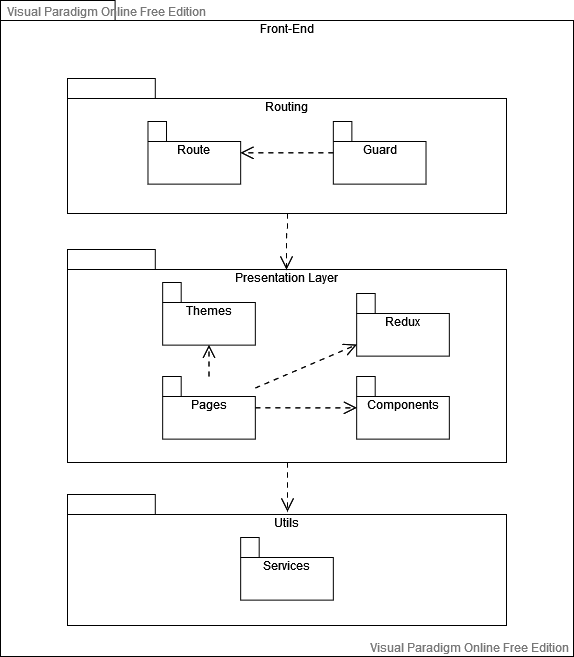 Visual Paradigm Online Free Edition
Front-End
Routing
Route
Guard
Presentation Layer
Themes
Redux
Pages
Components
Utils
Services
Visual Paradigm Online Free Edition